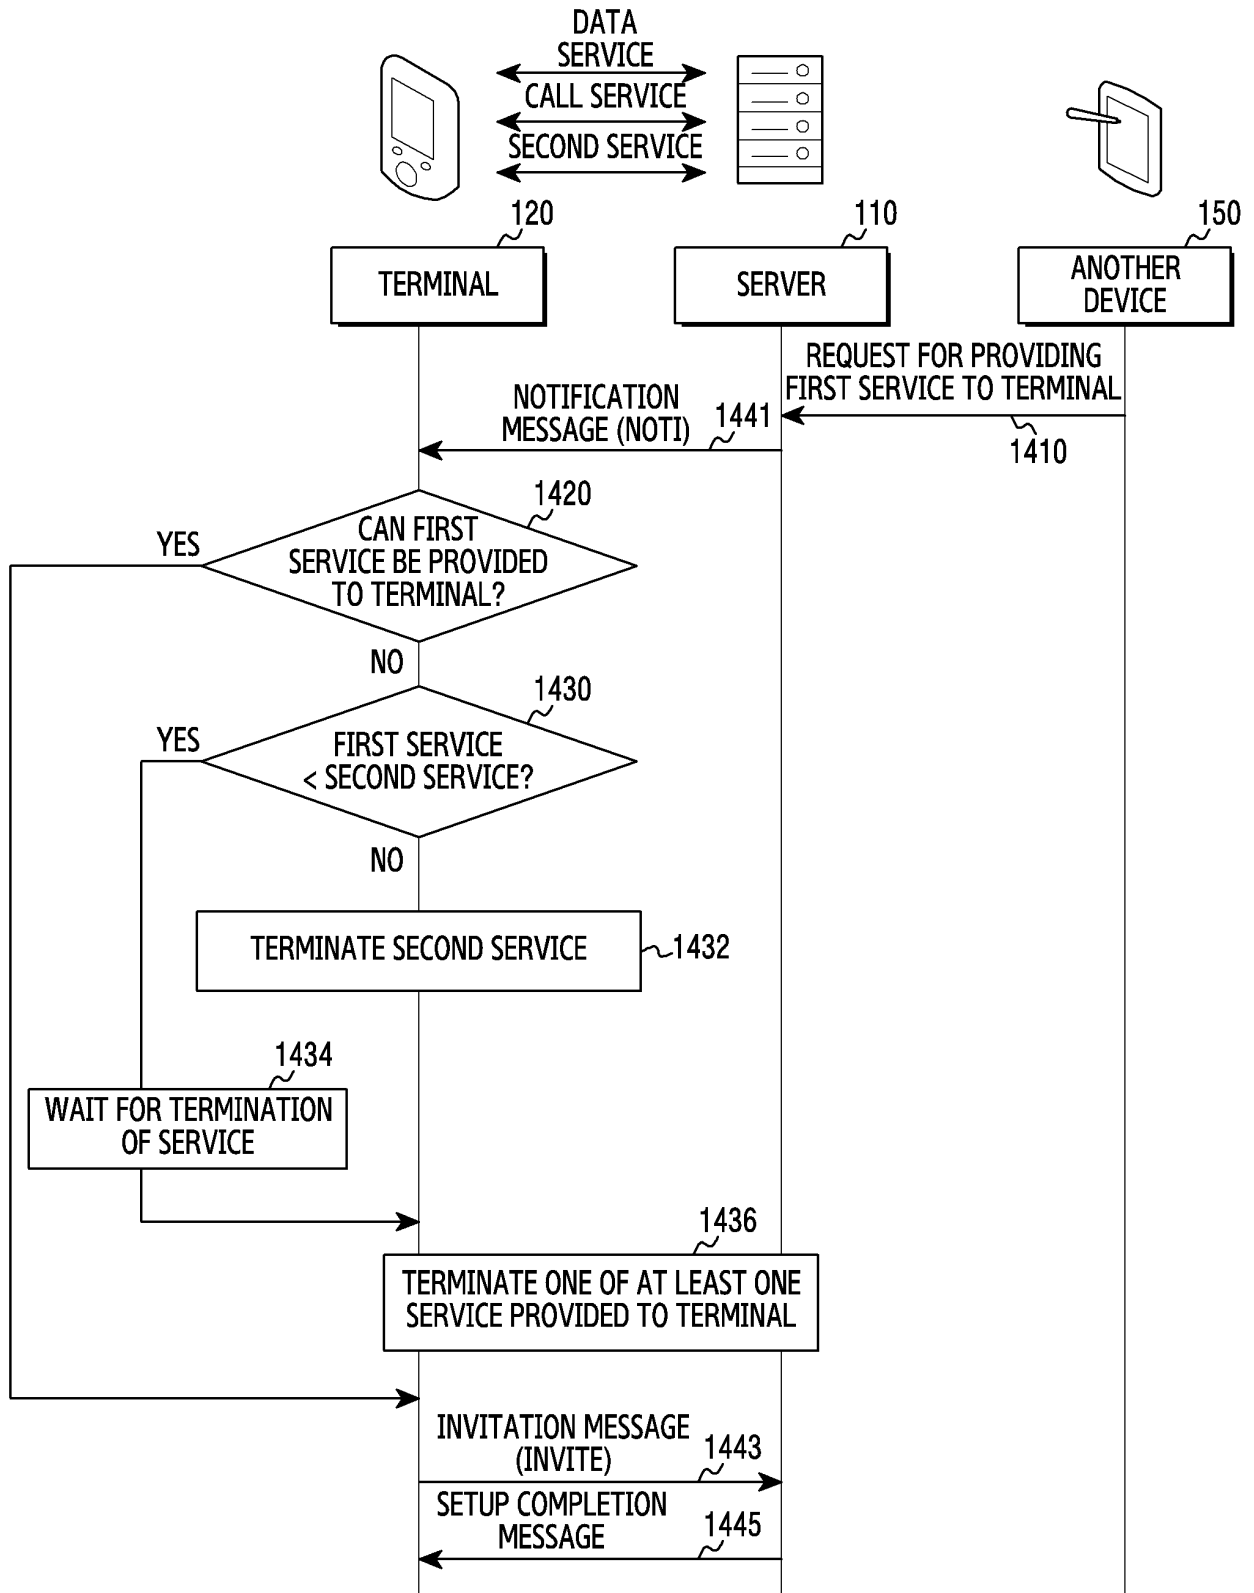 DATA
SERVICE
CALL SERVICE
SECOND SERVICE
120
110
150
TERMINAL
SERVER
ANOTHER
DEVICE
REQUEST FOR PROVIDING
FIRST SERVICE TO TERMINAL
1410
NOTIFICATION
MESSAGE (NOTI)
1441
1420
CAN FIRST
SERVICE BE PROVIDED
TO TERMINAL?
YES
NO
1430
FIRST SERVICE
< SECOND SERVICE?
YES
NO
TERMINATE SECOND SERVICE
1432
1434
WAIT FOR TERMINATION
OF SERVICE
1436
TERMINATE ONE OF AT LEAST ONE
SERVICE PROVIDED TO TERMINAL
INVITATION MESSAGE
(INVITE)
1443
SETUP COMPLETION
MESSAGE
1445